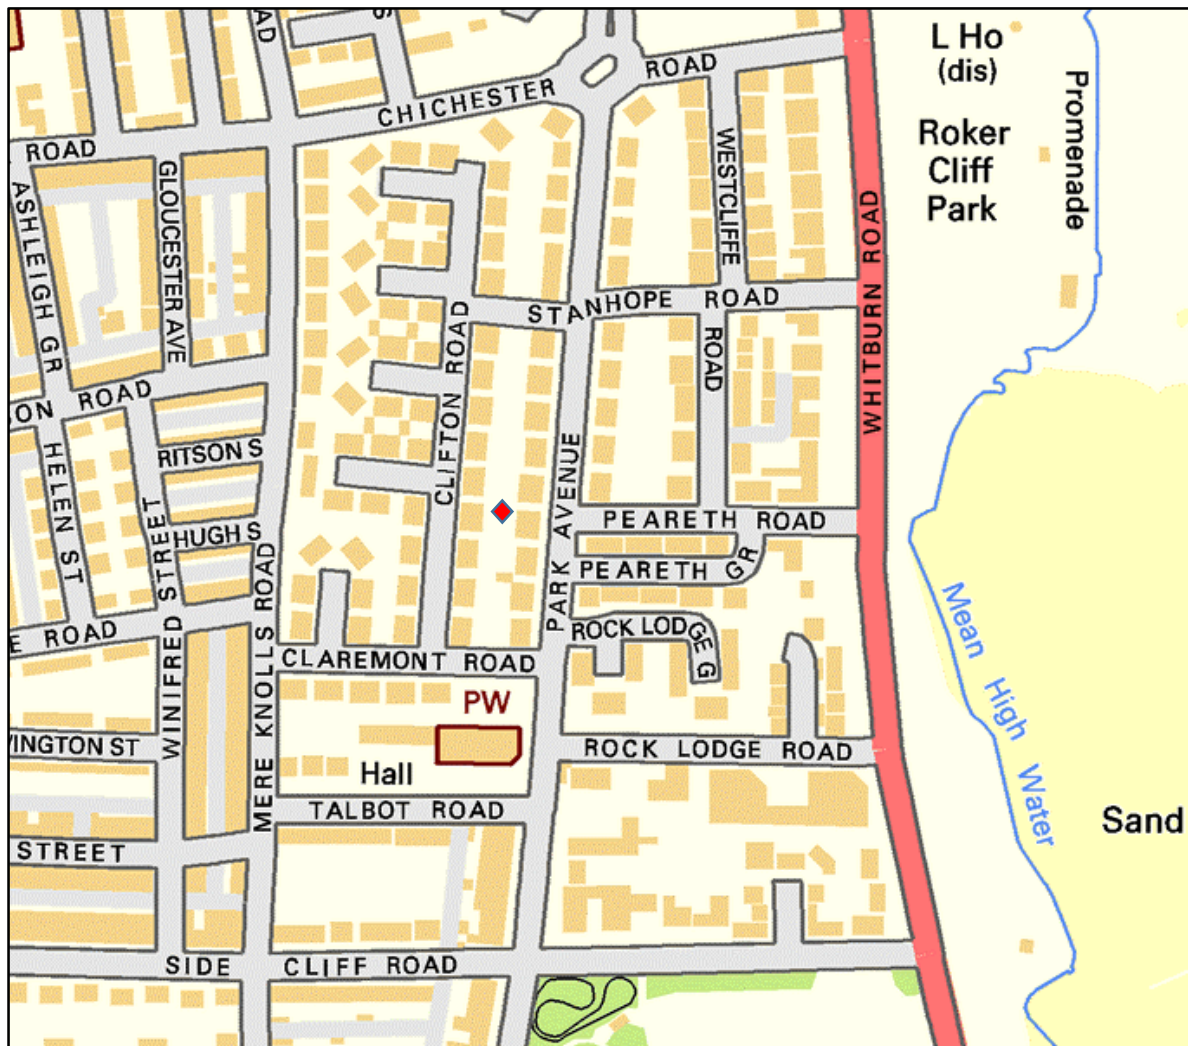 L Ho
(dis)
Promenade
Roker
Cliff
Park
ROAD
CHICHESTER
ROAD
ROAD
GLOUCESTER AVE
ASHLEIGH GR
WESTCLIFFE
ROAD
STANHOPE ROAD
WHITBURN ROAD
CLIFTON ROAD
ROAD
HELEN ST
RITSON S
HUGH S
WINIFRED STREET
MERE KNOLLS ROAD
PARK AVENUE
PEARETH ROAD
PEARETH GR
ROCK LODGE G
ROAD
CLAREMONT ROAD
PW
Hall
ROCK LODGE ROAD
VINGTON ST
TALBOT ROAD
STREET
SIDE CLIFF ROAD
Mean High Water
Sand